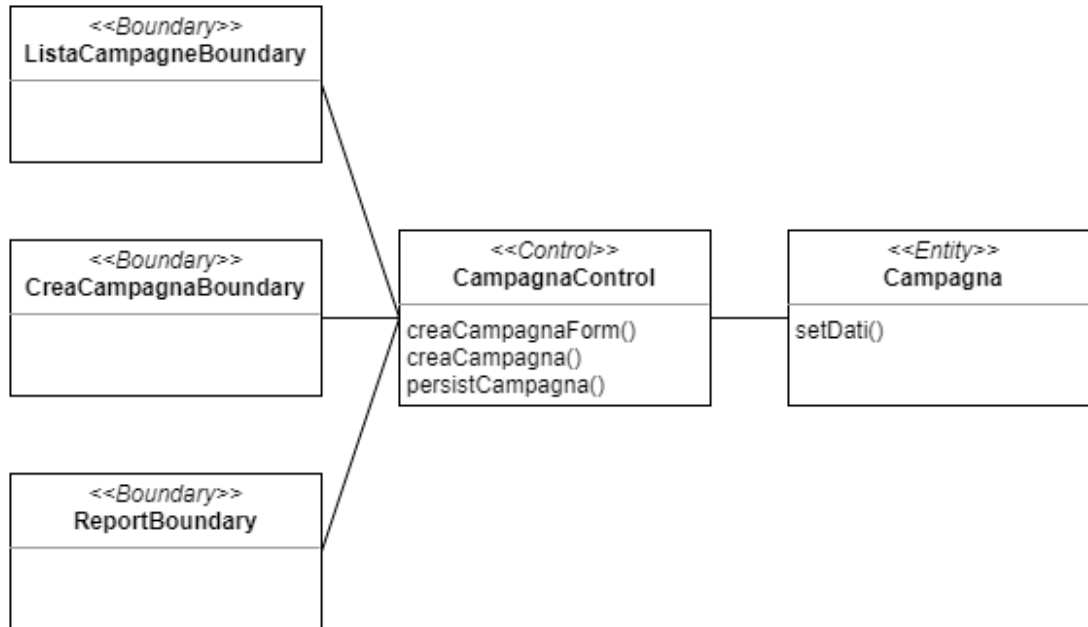 <<Boundary>>
ListaCampagneBoundary
<<Boundary>>
CreaCampagnaBoundary
<<Boundary>>
ReportBoundary
<<Control>>
CampagnaControl
creaCampagnaForm()
creaCampagna()
persistCampagna()
<<Entity>>
Campagna
setDati()